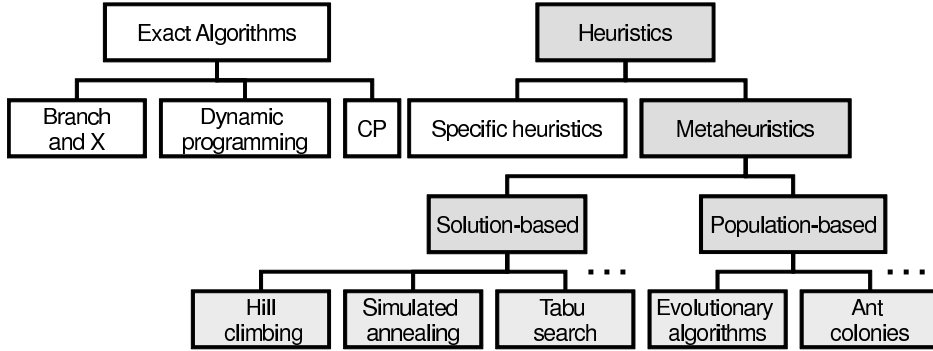 Exact Algorithms
Heuristics
Branch
and X
Dynamic
programming
CP
Specific heuristics
Metaheuristics
Solution-based
Population-based
. . .
. . .
Hill
climbing
Simulated
annealing
Tabu
search
Evolutionary
algorithms
Ant
colonies